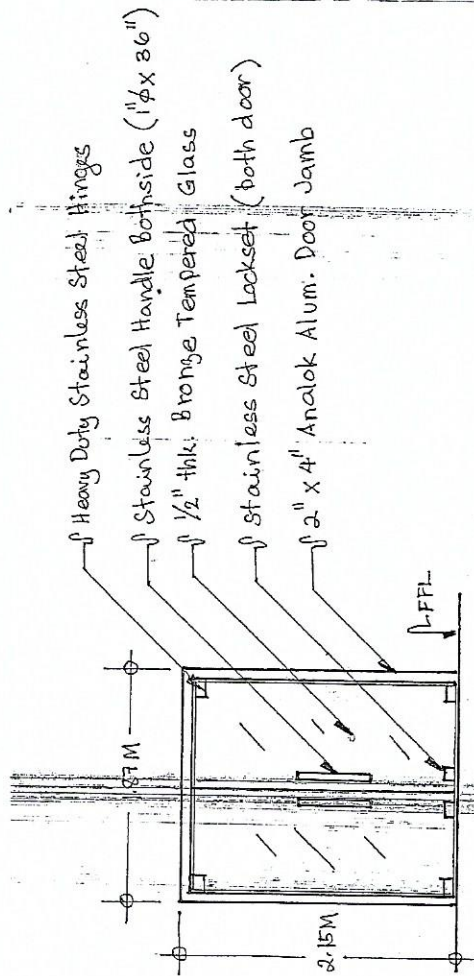 Heavy Duty Stainless Steel Hinges
Stainless Steel Handle Bothside (1"ø x 36")
1/2" thk. Bronze Tempered Glass
Stainless Steel Lockset (both door)
2" x 4" Analok Alum. Door Jamb
FFL
.87 M
2.15M